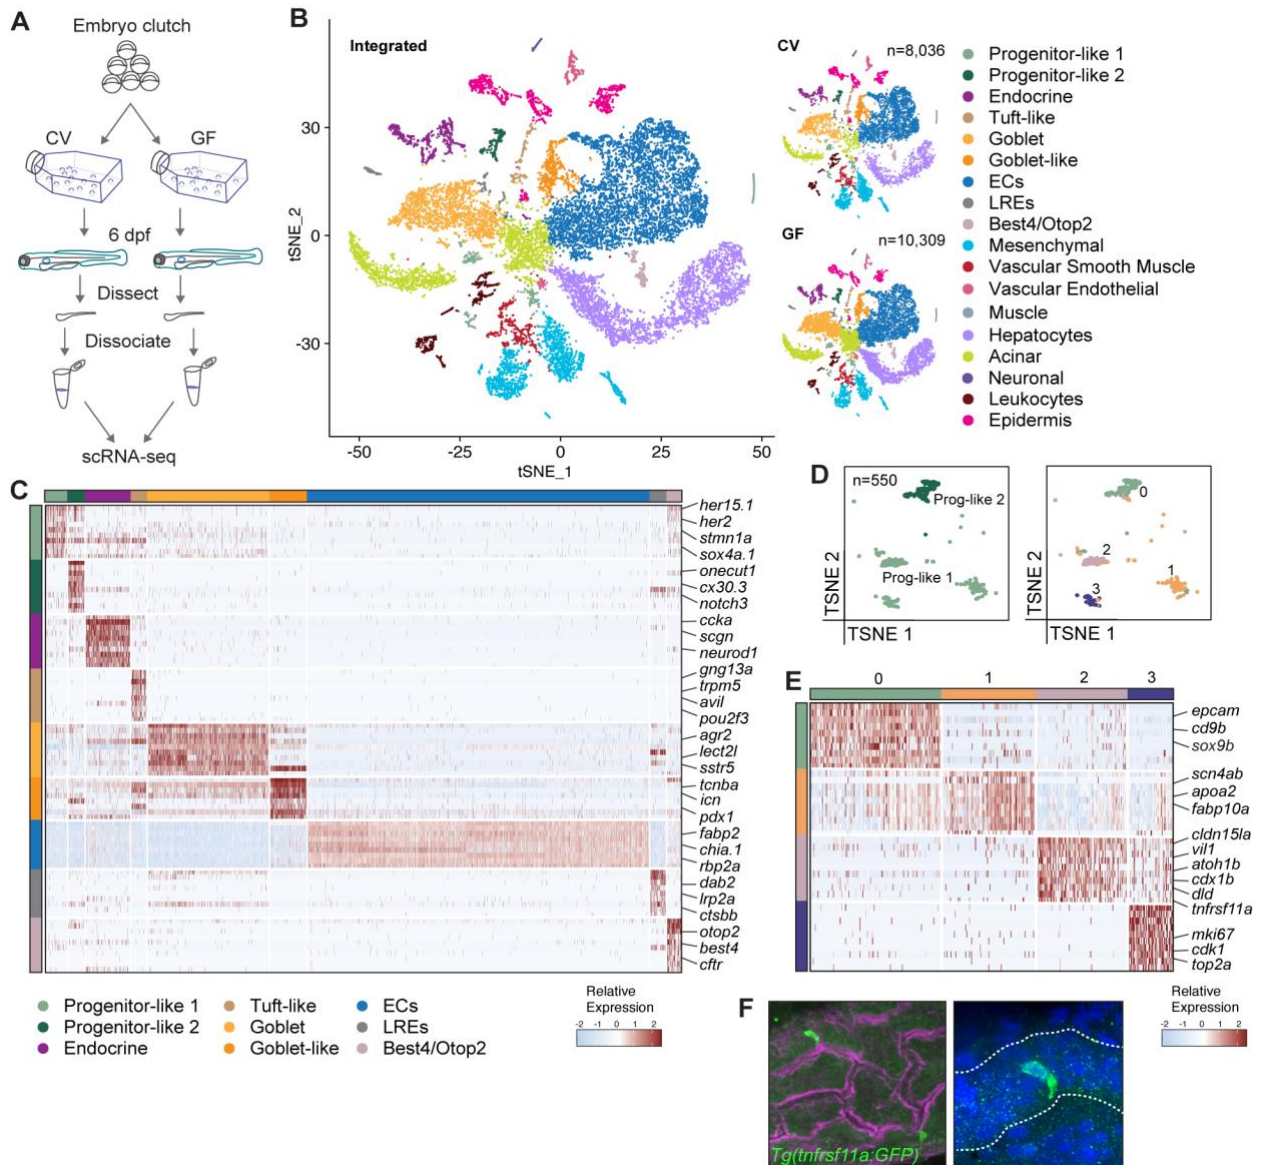 A
Embryo clutch
CV
GF
6 dpf
Dissect
Dissociate
scRNA-seq
B
Integrated
30
0
-30
tSNE_2
-50
-25
0
25
50
tSNE_1
CV
n=8,036
GF
n=10,309
Progenitor-like 1
Progenitor-like 2
Endocrine
Tuft-like
Goblet
Goblet-like
ECs
LREs
Best4/Otop2
Mesenchymal
Vascular Smooth Muscle
Vascular Endothelial
Muscle
Hepatocytes
Acinar
Neuronal
Leukocytes
Epidermis
C
her15.1
her2
stmn1a
sox4a.1
onecut1
cx30.3
notch3
ccka
scgn
neurod1
gng13a
trpm5
avil
pou2f3
agr2
lect2l
sstr5
tcnba
icn
pdx1
fabp2
chia.1
rbp2a
dab2
lrp2a
ctsbb
otop2
best4
cftr
Progenitor-like 1
Progenitor-like 2
Endocrine
Tuft-like
Goblet
Goblet-like
ECs
LREs
Best4/Otop2
Relative
Expression
-2 -1 0 1 2
D
n=550
Prog-like 2
Prog-like 1
TSNE 2
TSNE 1
0
2
1
3
TSNE 2
TSNE 1
E
0 1 2 3
epcam
cd9b
sox9b
scn4ab
apoa2
fabp10a
cldn15la
vil1
atoh1b
cdx1b
dld
tnfrsf11a
mki67
cdk1
top2a
Relative
Expression
-2 -1 0 1 2
F
Tg(tnfrsf11a:GFP)